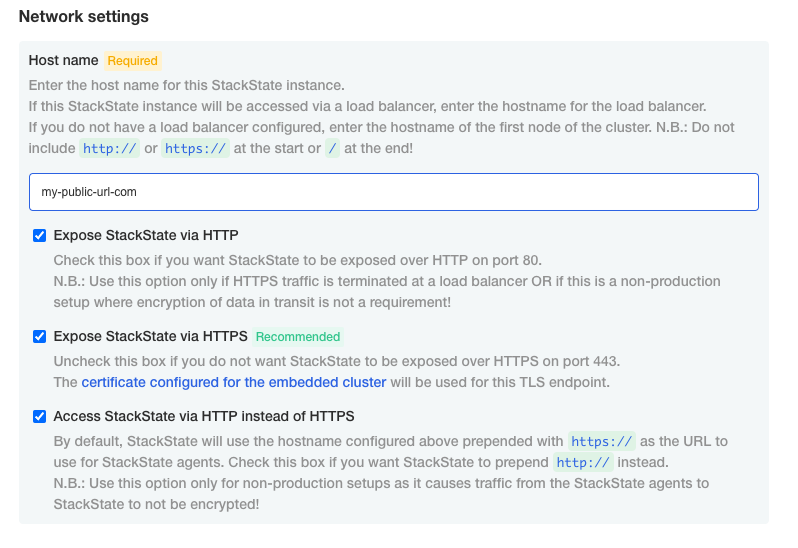 Network settings
Host name Required
Enter the host name for this StackState instance.
If this StackState instance will be accessed via a load balancer, enter the hostname for the load balancer.
If you do not have a load balancer configured, enter the hostname of the first node of the cluster. N.B.: Do not
include http:// or https:// at the start or / at the end!
my-public-url-com
Expose StackState via HTTP
Check this box if you want StackState to be exposed over HTTP on port 80.
N.B.: Use this option only if HTTPS traffic is terminated at a load balancer OR if this is a non-production
setup where encryption of data in transit is not a requirement!
Expose StackState via HTTPS Recommended
Uncheck this box if you do not want StackState to be exposed over HTTPS on port 443.
The certificate configured for the embedded cluster will be used for this TLS endpoint.
Access StackState via HTTP instead of HTTPS
By default, StackState will use the hostname configured above prepended with https:// as the URL to
use for StackState agents. Check this box if you want StackState to prepend http:// instead.
N.B.: Use this option only for non-production setups as it causes traffic from the StackState agents to
StackState to not be encrypted!